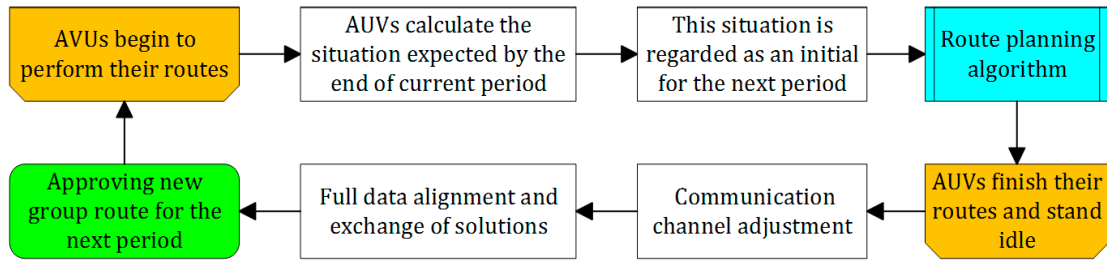 AVUs begin to
perform their routes
AUVs calculate the
situation expected by the
end of current period
This situation is
regarded as an initial
for the next period
Route planning
algorithm
AUVs finish their
routes and stand
idle
Communication
channel adjustment
Full data alignment and
exchange of solutions
Approving new
group route for the
next period